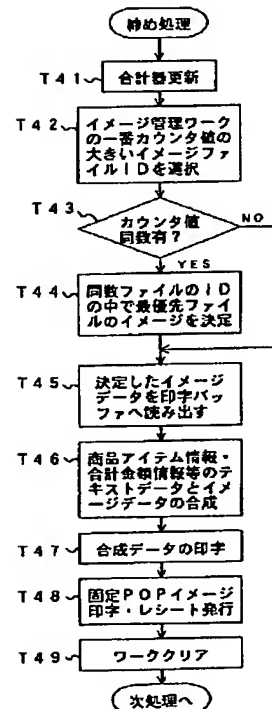 締め処理
T41
合計器更新
T42
イメージ管理ワーク
の一番カウンタ値の
大きいイメージファ
イルIDを選択
T43
カウンタ値
同数有?
NO
YES
T44
同数ファイルのID
の中で最優先ファイ
ルのイメージを決定
T45
決定したイメージ
データを印字バッ
ファへ読み出す
T46
商品アイテム情報・
合計金額情報等のテ
キストデータとイメ
ージデータの合成
T47
合成データの印字
T48
固定POPイメージ
印字・レシート発行
T49
ワーククリア
次処理へ